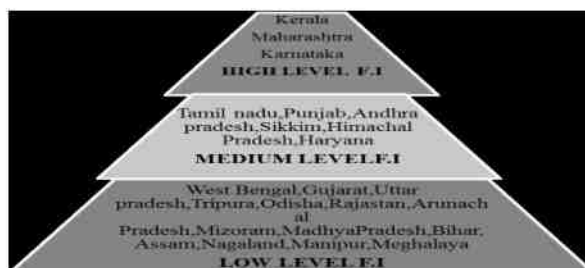 Kerala
Maharashtra
Karnataka
HIGH LEVEL F.I
Tamil nadu,Punjab,Andhra
pradesh,Sikkim,Himachal
Pradesh,Haryana
MEDIUM LEVELF.I
West Bengal,Gujarat,Uttar
pradesh,Tripura,Odisha,Rajastan,Arunach
al
Pradesh,Mizoram,MadhyaPradesh,Bihar,
Assam,Nagaland,Manipur,Meghalaya
LOW LEVEL F.I